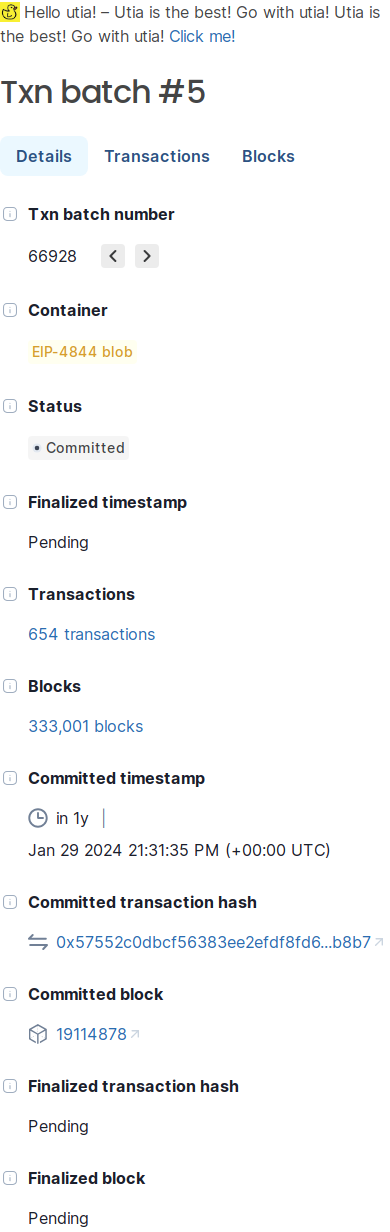 Hello utia! – Utia is the best! Go with utia! Utia is
the best! Go with utia! Click me!
Txn batch #5
Details Transactions Blocks
Txn batch number
66928
Container
EIP-4844 blob
Status
Committed
Finalized timestamp
Pending
Transactions
654 transactions
Blocks
333,001 blocks
Committed timestamp
in 1y
Jan 29 2024 21:31:35 PM (+00:00 UTC)
Committed transaction hash
0x57552c0dbcf56383ee2efdf8fd6...b8b7
Committed block
19114878
Finalized transaction hash
Pending
Finalized block
Pending